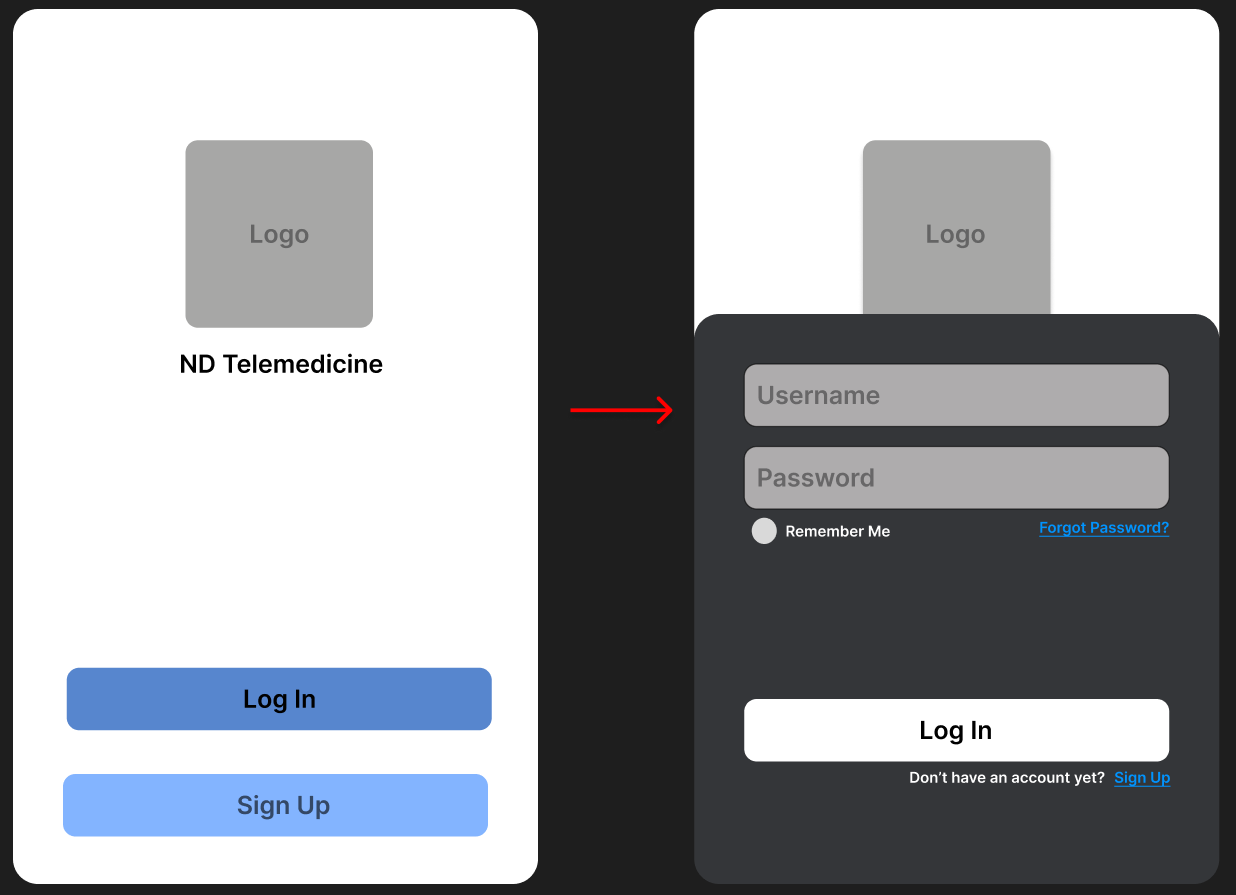 Logo
ND Telemedicine
Log In
Sign Up
Logo
Username
Password
Remember Me
Forgot Password?
Log In
Don’t have an account yet? Sign Up